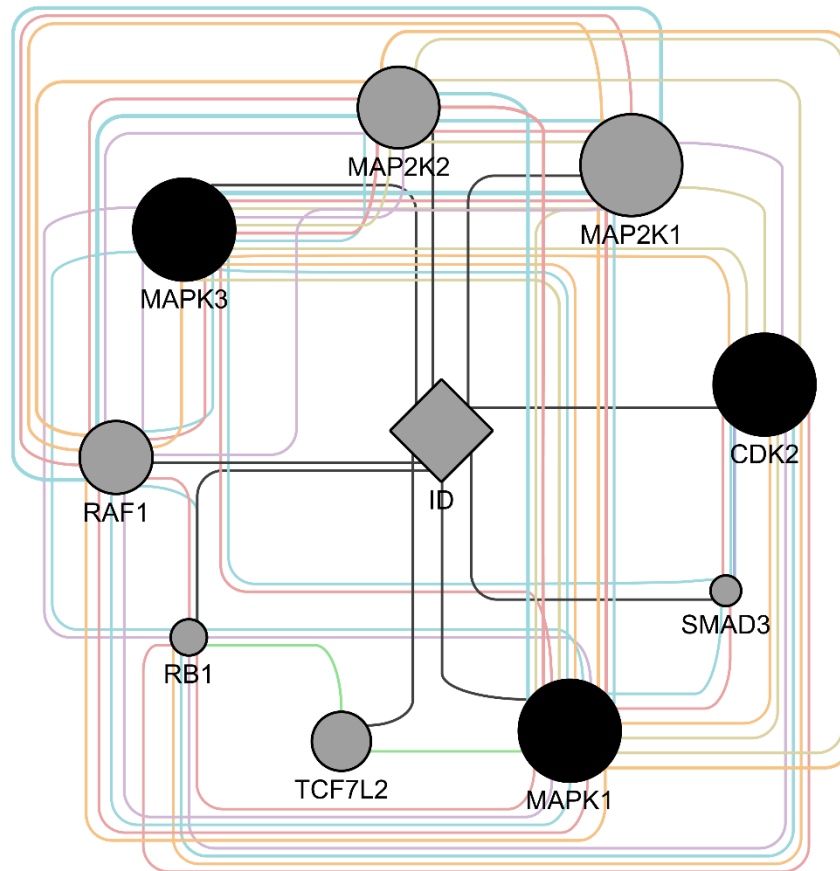 MAP2K2
MAP2K1
MAPK3
CDK2
RAF1
ID
SMAD3
RB1
TCF7L2
MAPK1